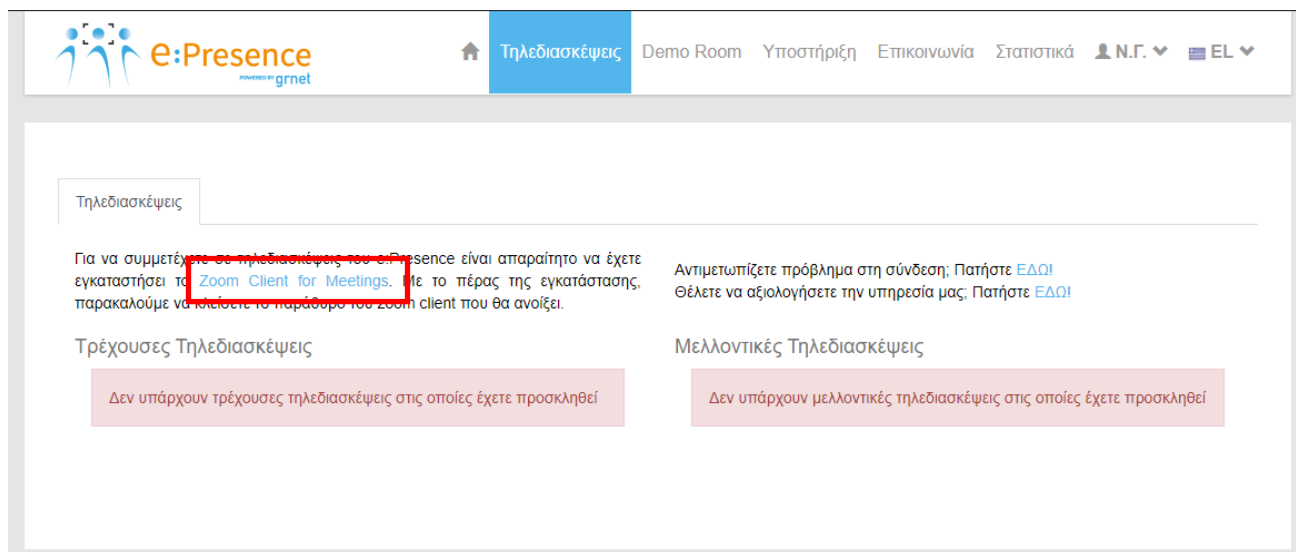 e:Presence
POWERED BY grnet
Τηλεδιασκέψεις Demo Room Υποστήριξη Επικοινωνία Στατιστικά Ν.Γ. EL
Τηλεδιασκέψεις
Για να συμμετέχετε σε τηλεδιασκέψεις του e:Presence είναι απαραίτητο να έχετε
εγκαταστήσει το Zoom Client for Meetings. Με το πέρας της εγκατάστασης,
παρακαλούμε να κλείσετε το παράθυρο του zoom client που θα ανοίξει.
Αντιμετωπίζετε πρόβλημα στη σύνδεση; Πατήστε ΕΔΩ!
Θέλετε να αξιολογήσετε την υπηρεσία μας; Πατήστε ΕΔΩ!
Τρέχουσες Τηλεδιασκέψεις
Δεν υπάρχουν τρέχουσες τηλεδιασκέψεις στις οποίες έχετε προσκληθεί
Μελλοντικές Τηλεδιασκέψεις
Δεν υπάρχουν μελλοντικές τηλεδιασκέψεις στις οποίες έχετε προσκληθεί